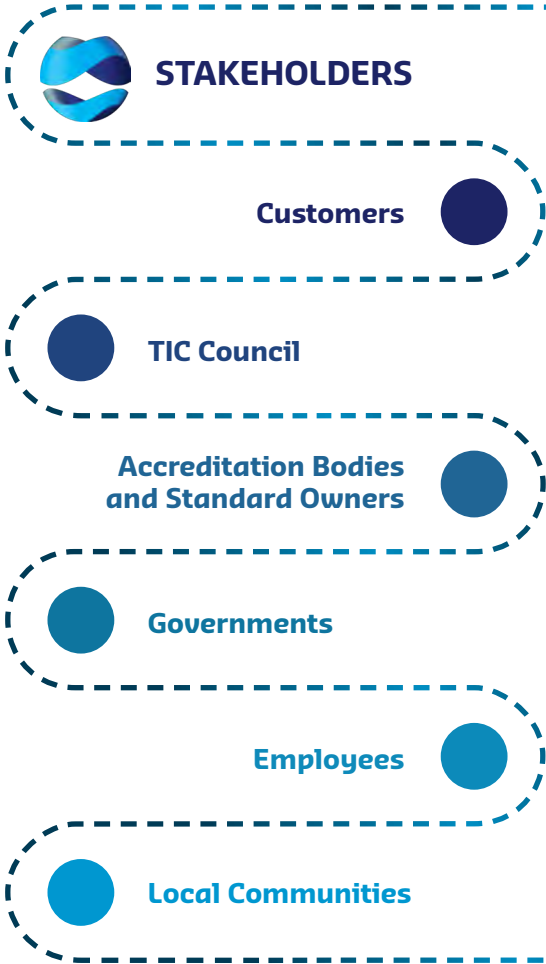 STAKEHOLDERS
Customers
TIC Council
Accreditation Bodies
and Standard Owners
Governments
Employees
Local Communities